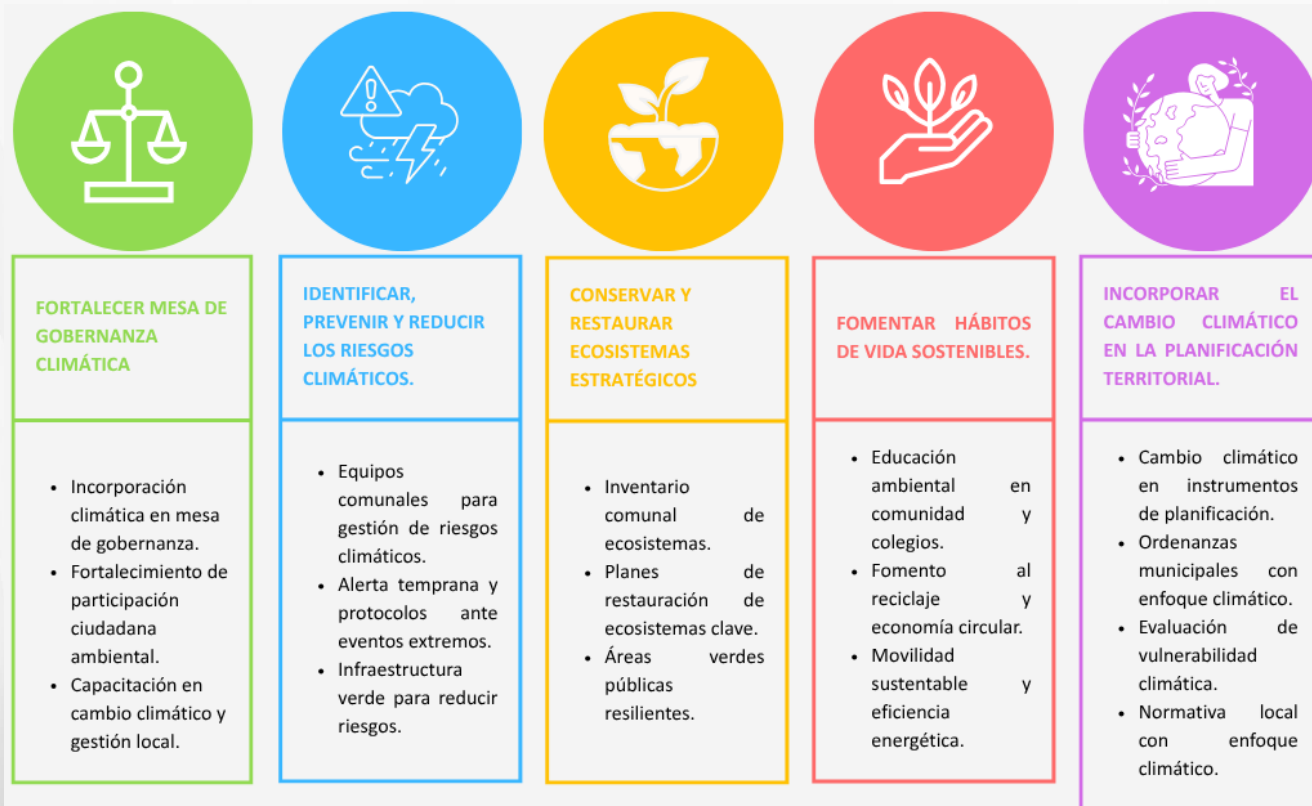 FORTALECER MESA DE
GOBERNANZA
CLIMÁTICA
• Incorporación
climática en mesa
de gobernanza.
• Fortalecimiento de
participación
ciudadana
ambiental.
• Capacitación en
cambio climático y
gestión local.
IDENTIFICAR,
PREVENIR Y REDUCIR
LOS RIESGOS
CLIMÁTICOS.
• Equipos
comunales para
gestión de riesgos
climáticos.
• Alerta temprana y
protocolos ante
eventos extremos.
• Infraestructura
verde para reducir
riesgos.
CONSERVAR Y
RESTAURAR
ECOSISTEMAS
ESTRATÉGICOS
• Inventario
comunal de
ecosistemas.
• Planes de
restauración de
ecosistemas clave.
• Áreas verdes
públicas
resilientes.
FOMENTAR HÁBITOS
DE VIDA SOSTENIBLES.
• Educación
ambiental en
comunidad y
colegios.
• Fomento al
reciclaje y
economía circular.
• Movilidad
sustentable y
eficiencia
energética.
INCORPORAR EL
CAMBIO CLIMÁTICO
EN LA PLANIFICACIÓN
TERRITORIAL.
• Cambio climático
en instrumentos
de planificación.
• Ordenanzas
municipales con
enfoque climático.
• Evaluación de
vulnerabilidad
climática.
• Normativa local
con enfoque
climático.